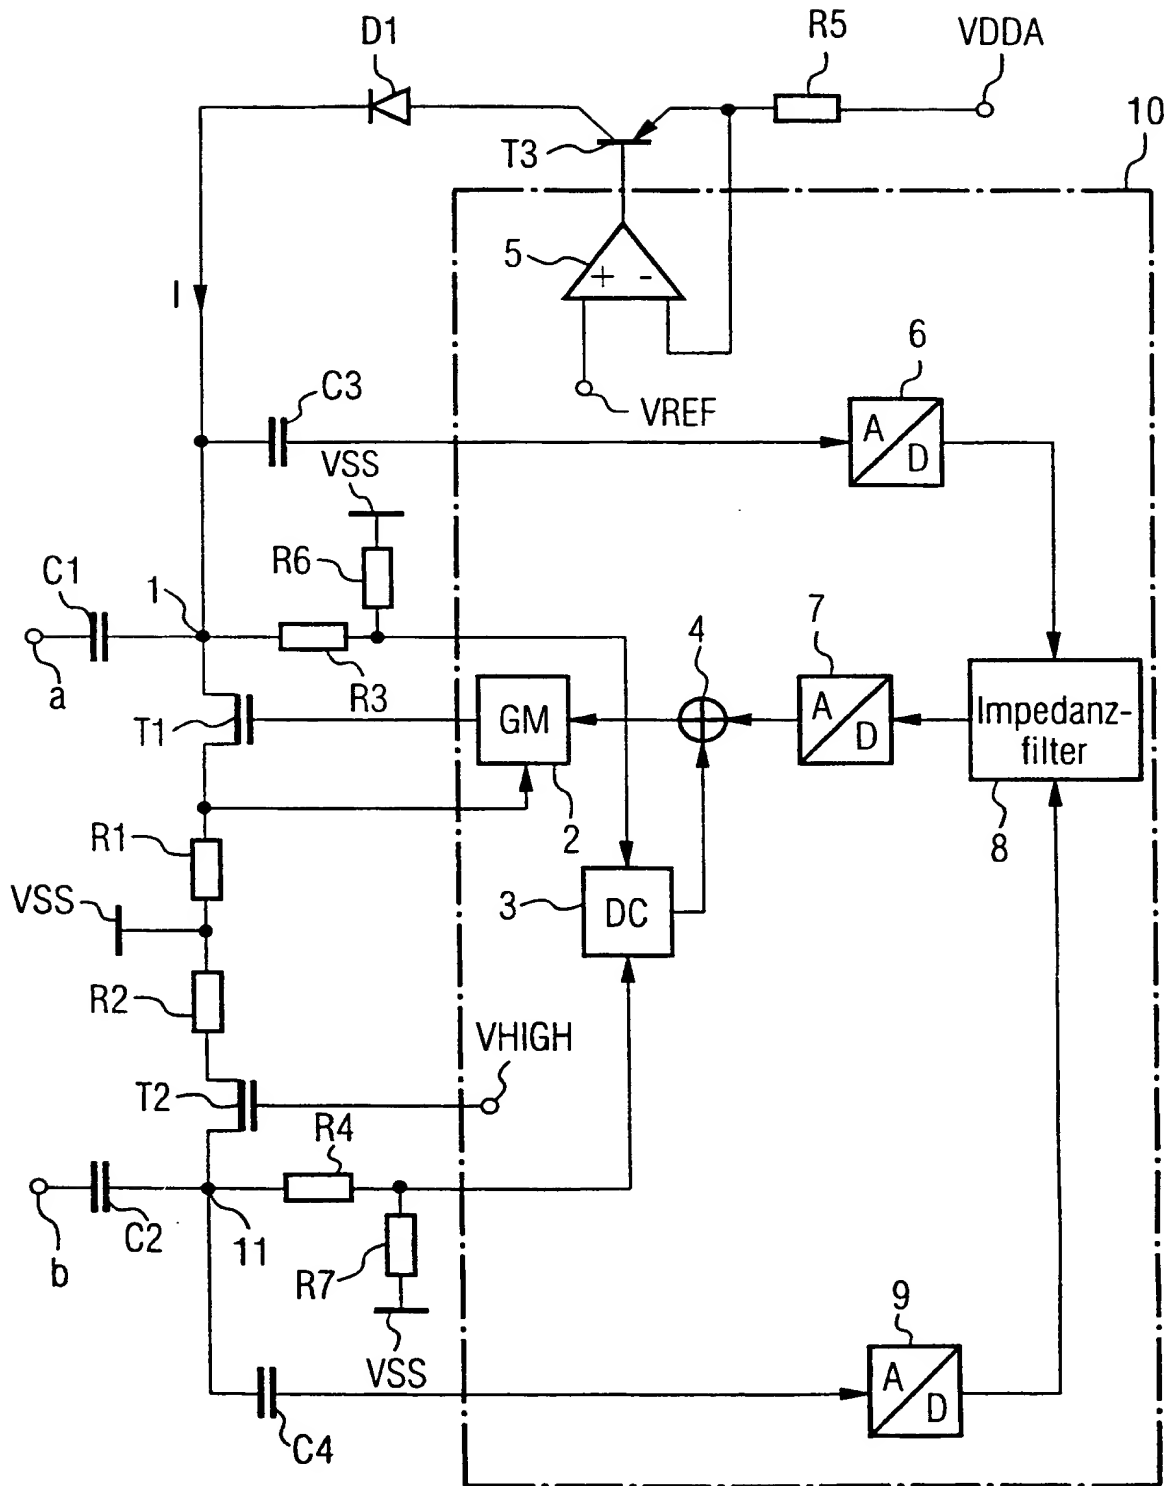 D1
R5
VDDA
10
T3
5
+ -
I
6
C3
VREF
A
D
VSS
R6
C1
1
4
7
a
R3
T1
GM
A
D
Impedanz-
filter
2
8
R1
3
DC
VSS
R2
VHIGH
T2
R4
C2
11
b
R7
9
VSS
A
D
C4